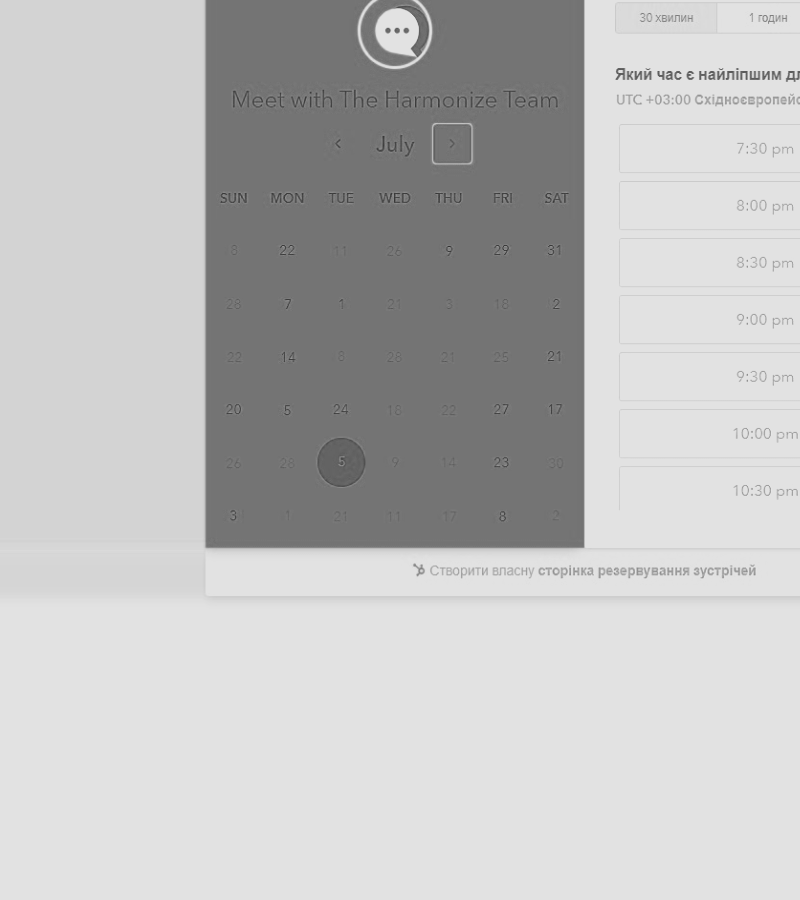 30 хвилин 1 годин
Meet with The Harmonize Team
July
Який час є найліпшим
UTC +03:00
7:30 pm
8:00 pm
8:30 pm
9:00 pm
9:30 pm
10:00 pm
10:30 pm
SUN MON TUE WED THU FRI SAT
8 22 11 26 9 29 31
28 7 1 21 3 18 2
22 14 8 28 21 25 21
20 5 24 15 22 27 17
26 28 5 9 14 23 30
3 1 21 11 17 8 2
Створити власну сторінка резервування зустрічей